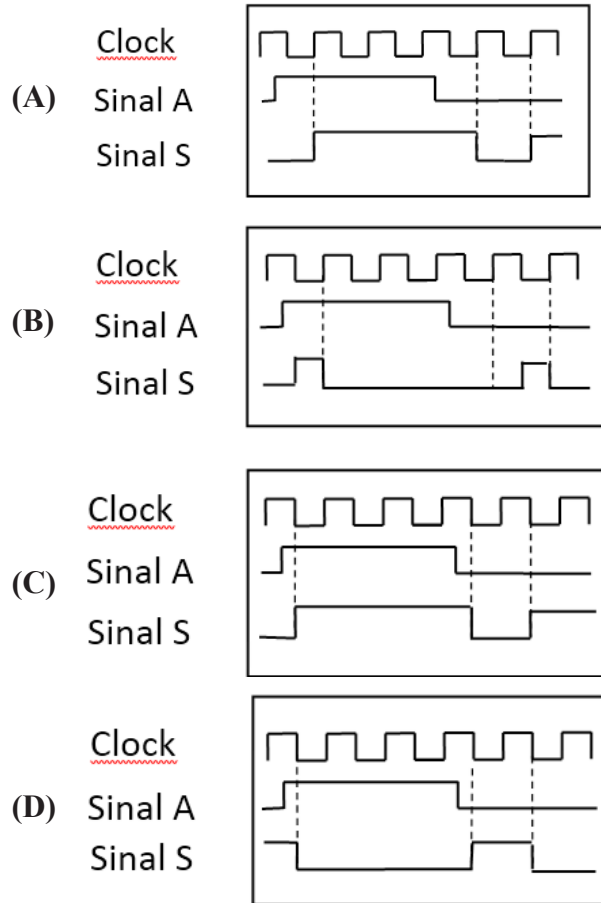 Clock
(A) Sinal A
Sinal S
Clock
(B) Sinal A
Sinal S
Clock
(C) Sinal A
Sinal S
Clock
(D) Sinal A
Sinal S